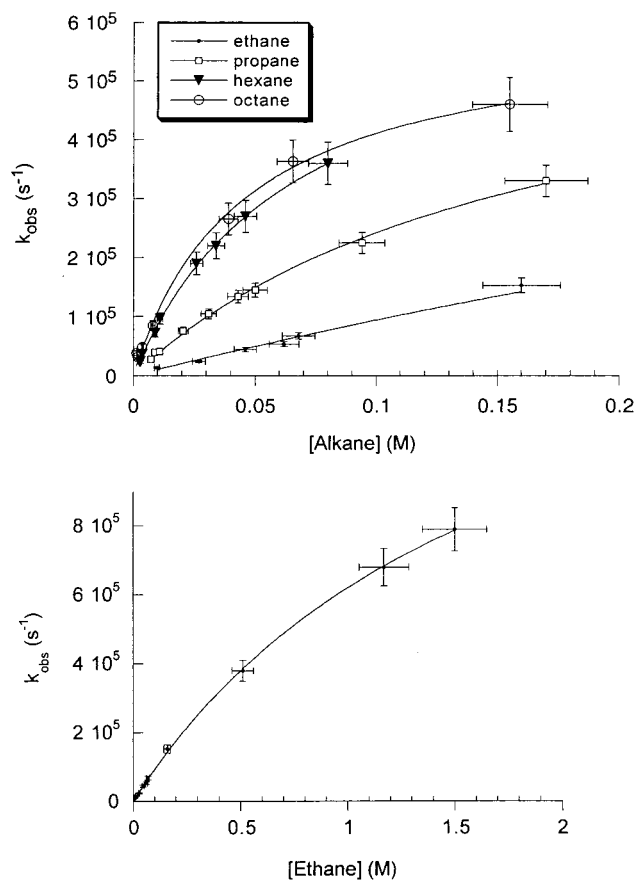 6 10⁵
5 10⁵
4 10⁵
3 10⁵
2 10⁵
1 10⁵
0
k_obs (s⁻¹)
ethane
propane
hexane
octane
0 0.05 0.1 0.15 0.2
[Alkane] (M)
8 10⁵
6 10⁵
4 10⁵
2 10⁵
0
k_obs (s⁻¹)
0 0.5 1 1.5 2
[Ethane] (M)